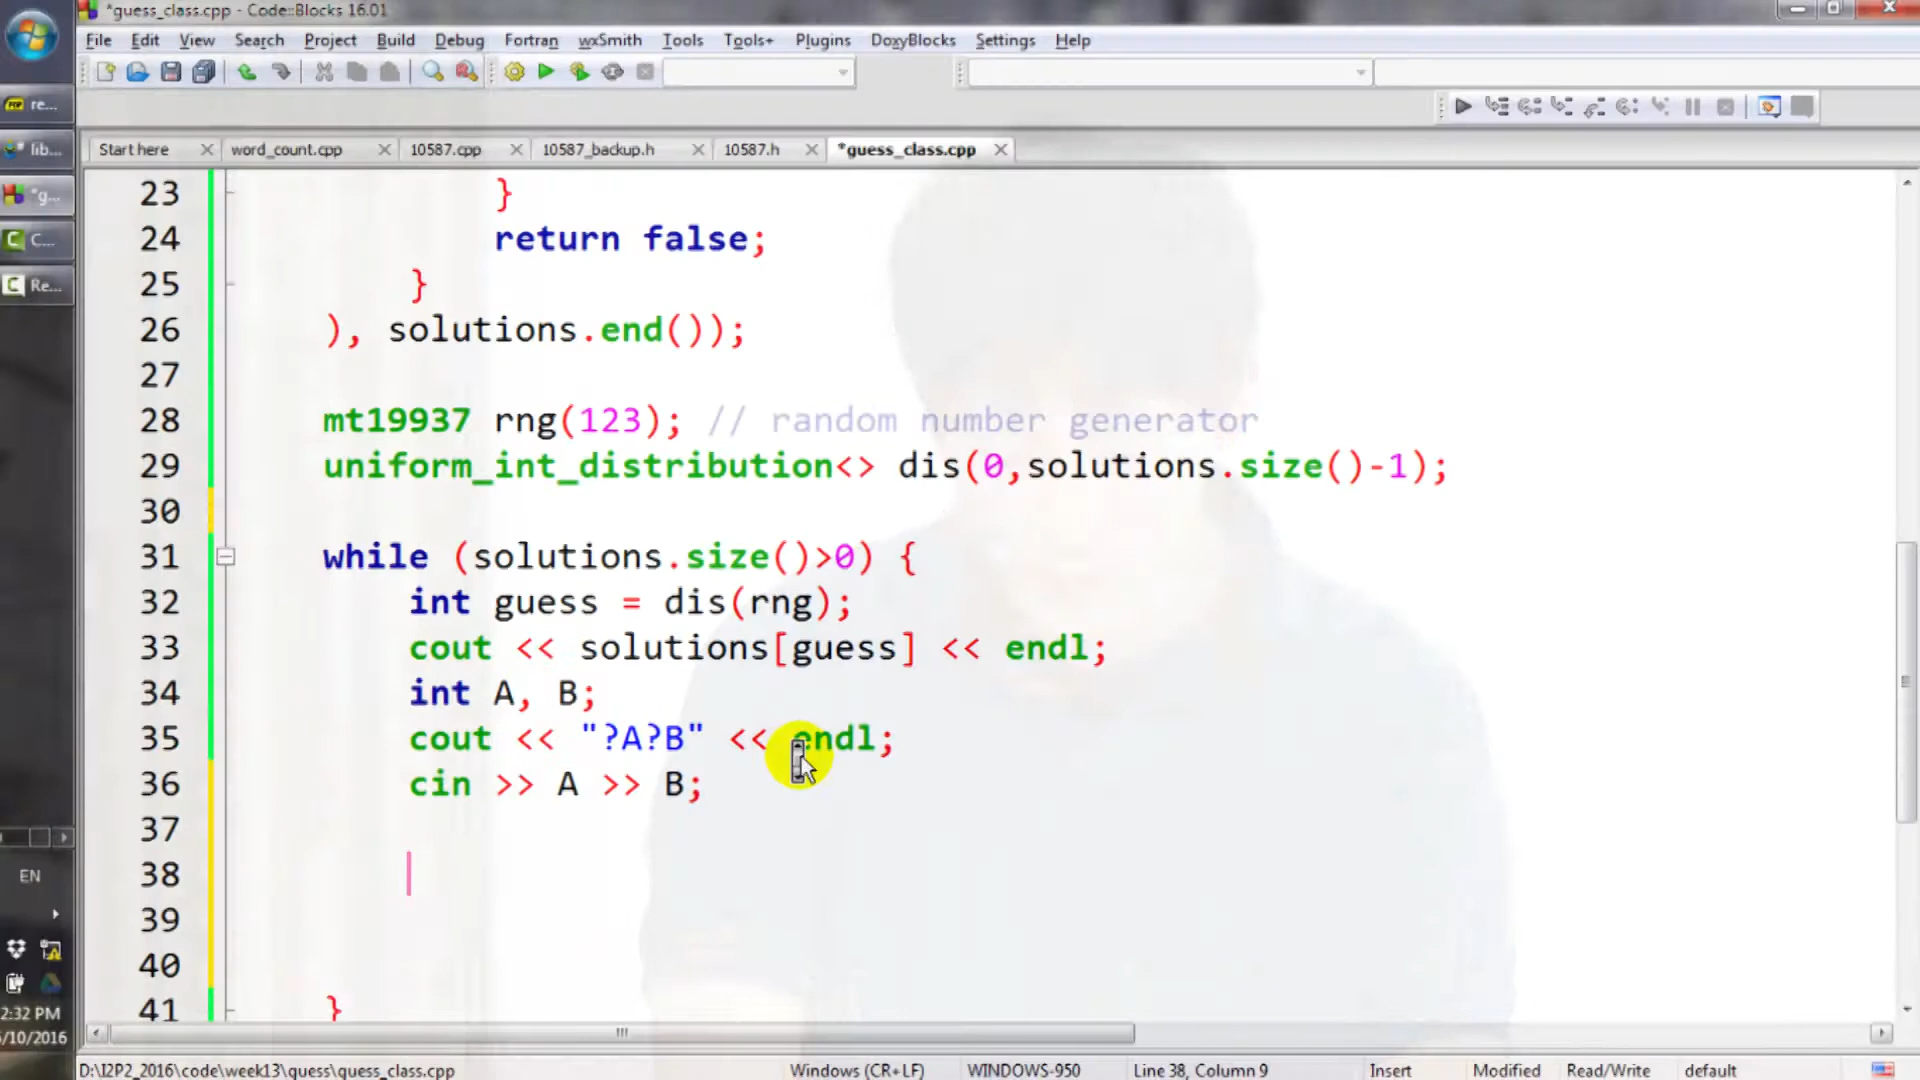 *guess_class.cpp - Code::Blocks 16.01
File Edit View Search Project Build Debug Fortran wxSmith Tools Tools+ Plugins DoxyBlocks Settings Help
Start here word_count.cpp 10587.cpp 10587_backup.h 10587.h *guess_class.cpp
re...
lib...
*g...
C...
Re...
23 }
24 return false;
25 }
26 ), solutions.end());
27
28 mt19937 rng(123); // random number generator
29 uniform_int_distribution<> dis(0,solutions.size()-1);
30
31 while (solutions.size()>0) {
32 int guess = dis(rng);
33 cout << solutions[guess] << endl;
34 int A, B;
35 cout << "?A?B" << endl;
36 cin >> A >> B;
37
38
39
40
41 }
EN
2:32 PM
/10/2016
D:\I2P2_2016\code\week13\guess\guess_class.cpp Windows (CR+LF) WINDOWS-950 Line 38, Column 9 Insert Modified Read/Write default